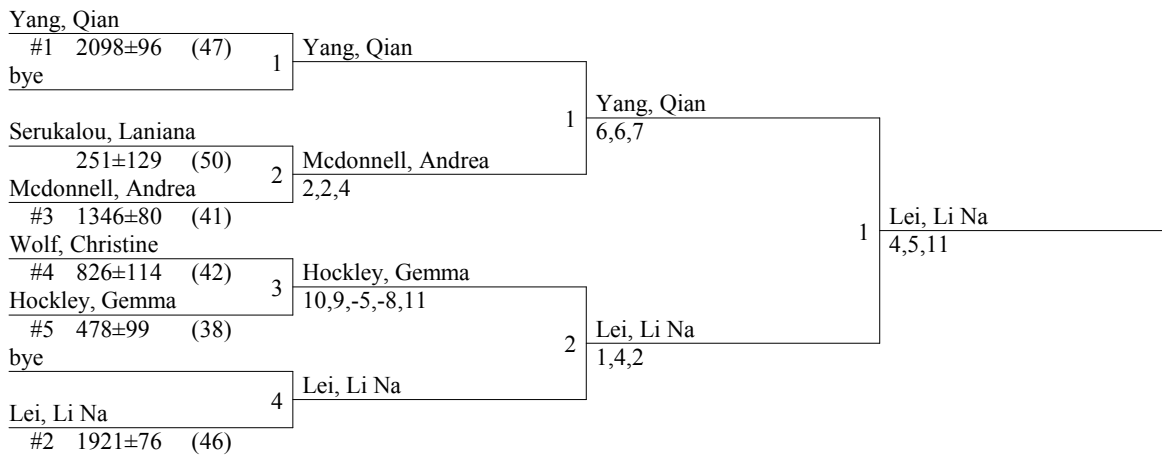 Yang, Qian
#1 2098±96 (47)
bye
1
Yang, Qian
Serukalou, Laniana
251±129 (50)
Mcdonnell, Andrea
#3 1346±80 (41)
2
Mcdonnell, Andrea
2,2,4
Wolf, Christine
#4 826±114 (42)
Hockley, Gemma
#5 478±99 (38)
3
Hockley, Gemma
10,9,-5,-8,11
bye
Lei, Li Na
#2 1921±76 (46)
4
Lei, Li Na
1
Yang, Qian
6,6,7
2
Lei, Li Na
1,4,2
1
Lei, Li Na
4,5,11